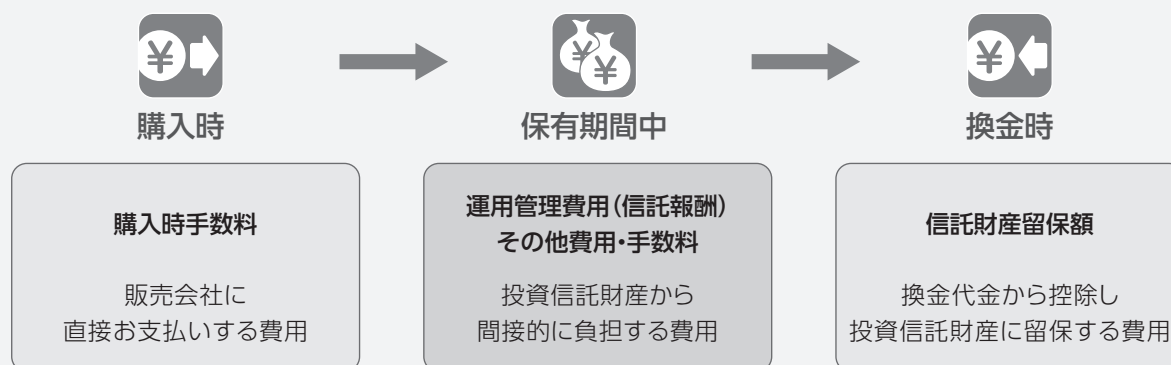 ¥
購入時
購入時手数料
販売会社に
直接お支払いする費用
¥
¥
保有期間中
運用管理費用(信託報酬)
その他費用・手数料
投資信託財産から
間接的に負担する費用
¥
換金時
信託財産留保額
換金代金から控除し
投資信託財産に留保する費用